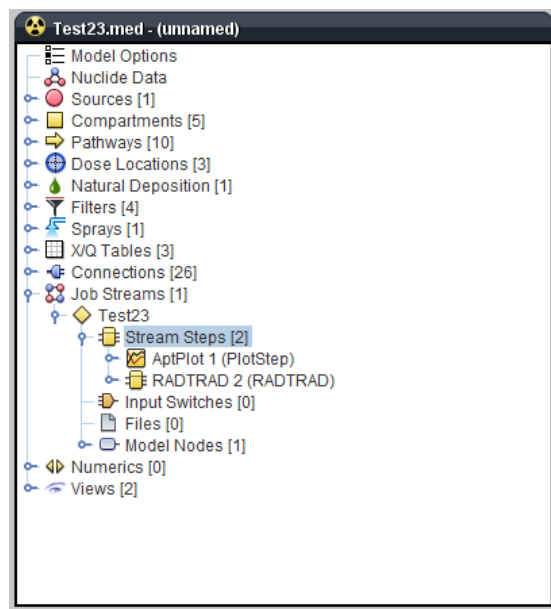 Test23.med - (unnamed)
Model Options
Nuclide Data
Sources [1]
Compartments [5]
Pathways [10]
Dose Locations [3]
Natural Deposition [1]
Filters [4]
Sprays [1]
X/Q Tables [3]
Connections [26]
Job Streams [1]
Test23
Stream Steps [2]
AptPlot 1 (PlotStep)
RADTRAD 2 (RADTRAD)
Input Switches [0]
Files [0]
Model Nodes [1]
Numerics [0]
Views [2]